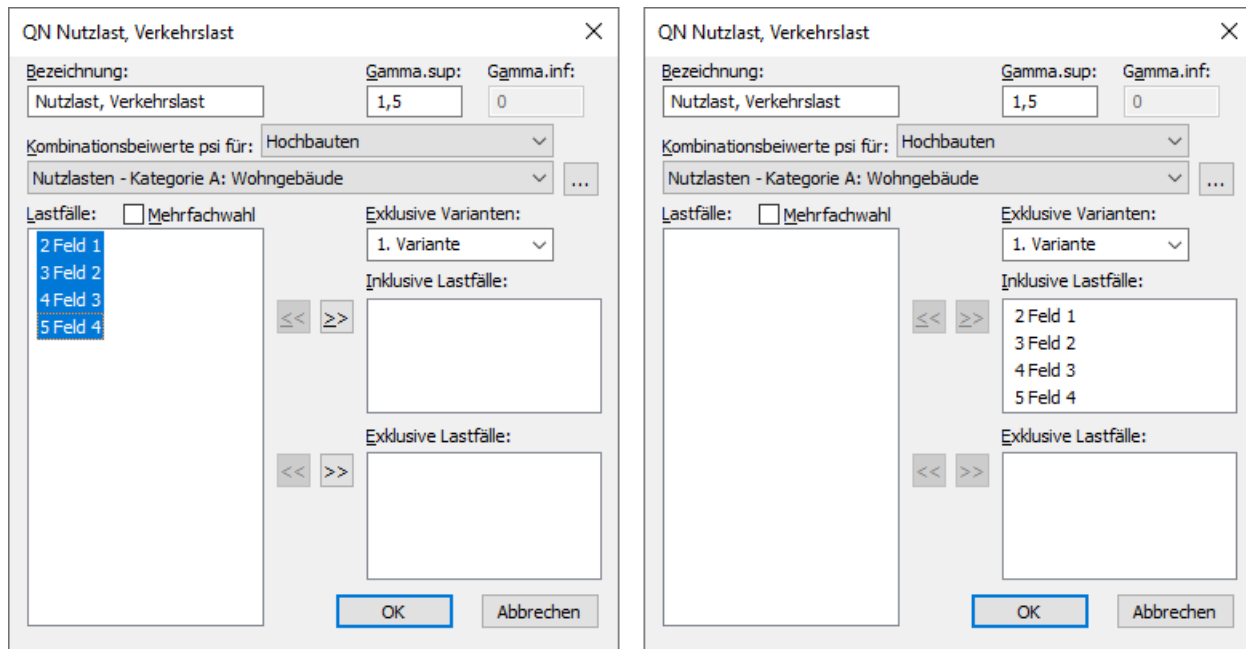 QN Nutzlast, Verkehrslast
Bezeichnung: Gamma.sup: Gamma.inf:
Nutzlast, Verkehrslast 1,5 0
Kombinationsbeiwerte psi für: Hochbauten
Nutzlasten - Kategorie A: Wohngebäude ...
Lastfälle: Mehrfachwahl Exklusive Varianten:
1. Variante
2 Feld 1
3 Feld 2
4 Feld 3
5 Feld 4
Inklusive Lastfälle:
<< >>
Exklusive Lastfälle:
<< >>
OK Abbrechen
QN Nutzlast, Verkehrslast
Bezeichnung: Gamma.sup: Gamma.inf:
Nutzlast, Verkehrslast 1,5 0
Kombinationsbeiwerte psi für: Hochbauten
Nutzlasten - Kategorie A: Wohngebäude ...
Lastfälle: Mehrfachwahl Exklusive Varianten:
1. Variante
Inklusive Lastfälle:
<< >>
2 Feld 1
3 Feld 2
4 Feld 3
5 Feld 4
Exklusive Lastfälle:
<< >>
OK Abbrechen